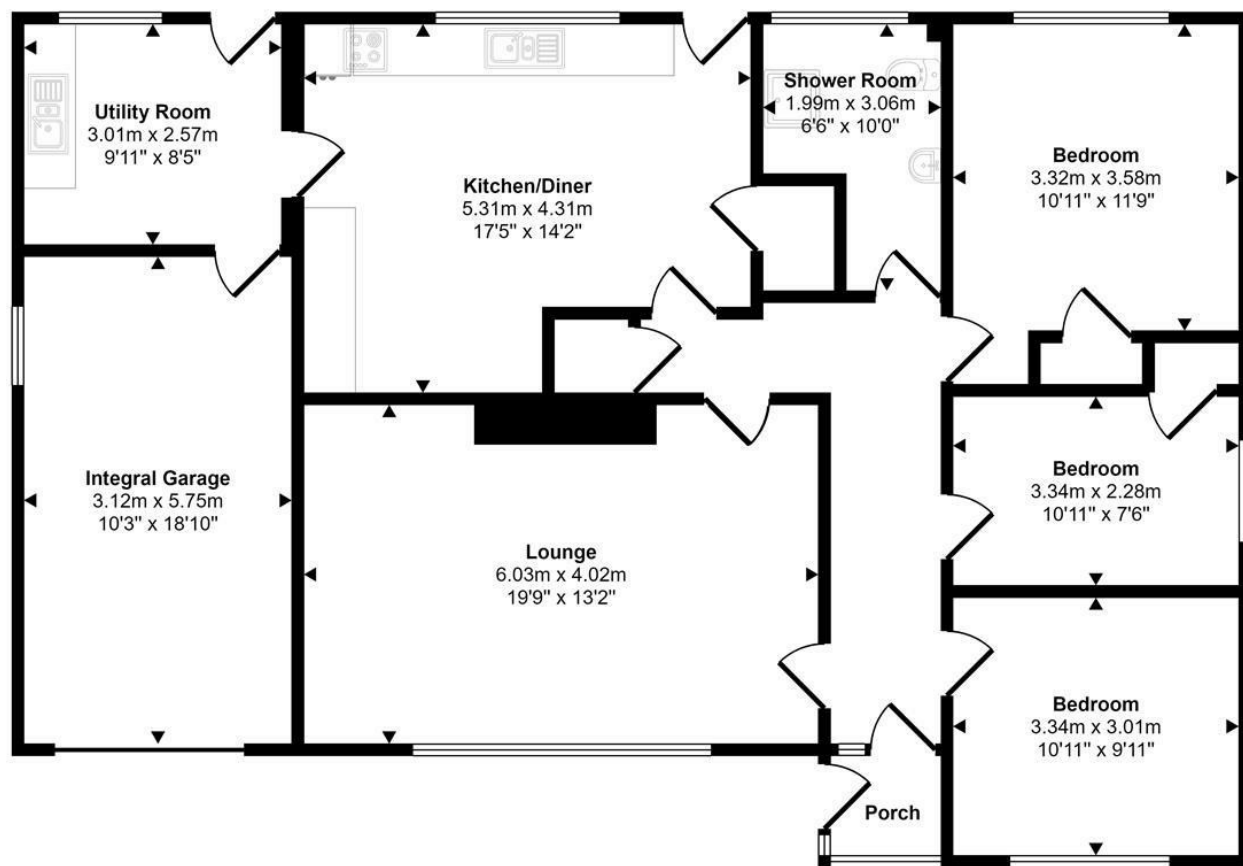 Utility Room
3.01m x 2.57m
9'11" x 8'5"
Kitchen/Diner
5.31m x 4.31m
17'5" x 14'2"
Shower Room
1.99m x 3.06m
6'6" x 10'0"
Bedroom
3.32m x 3.58m
10'11" x 11'9"
Integral Garage
3.12m x 5.75m
10'3" x 18'10"
Lounge
6.03m x 4.02m
19'9" x 13'2"
Bedroom
3.34m x 2.28m
10'11" x 7'6"
Bedroom
3.34m x 3.01m
10'11" x 9'11"
Porch